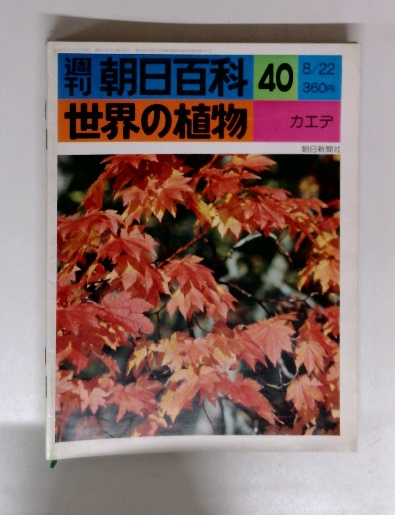 週刊 朝日百科 40 8/22 360円
世界の植物 カエデ
朝日新聞社